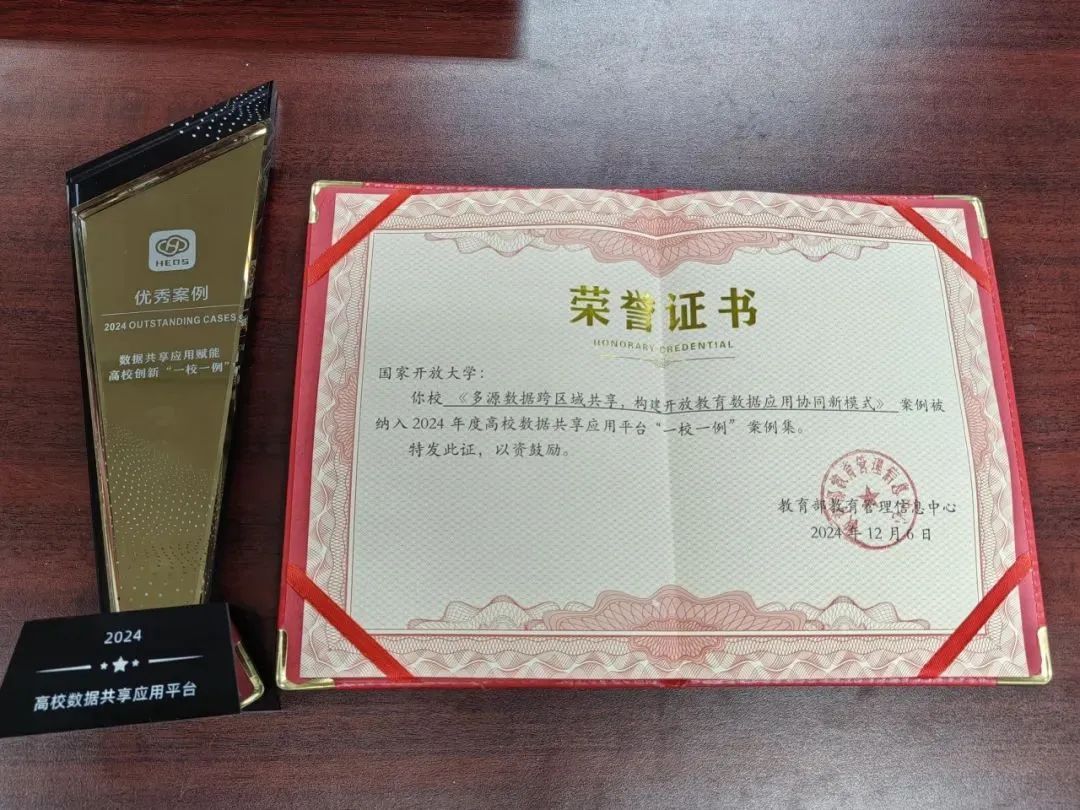 HEDS
优秀案例
2024 OUTSTANDING CASES
数据共享应用赋能
高校创新“一校一例”
2024
高校数据共享应用平台
荣誉证书
HONORARY CREDENTIAL
国家开放大学：
你校《多源数据跨区域共享，构建开放教育数据应用协同新模式》案例被
纳入2024年度高校数据共享应用平台“一校一例”案例集。
特发此证，以资鼓励。
教育部教育管理信息中心
2024年12月6日